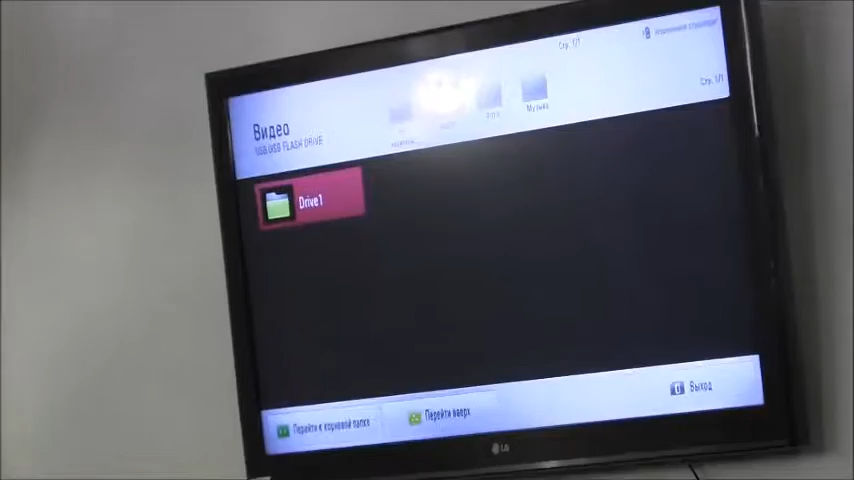 Видео
USB USB FLASH DRIVE
Стр. 1/1
Музыка
Стр. 1/1
Drive1
Перейти к корневой папке
Перейти вверх
Выход
LG